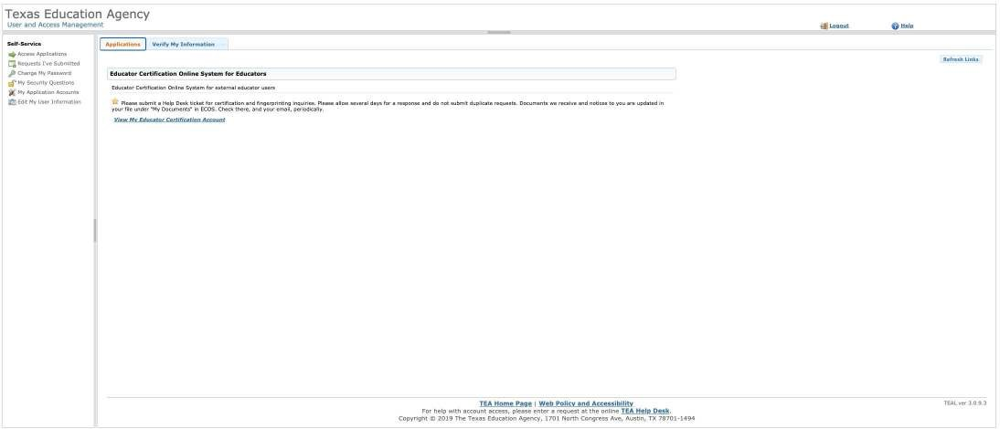 Texas Education Agency
User and Access Management
Logout
Help
Self-Service
Access Applications
Requests I've Submitted
Change My Password
My Security Questions
My Application Accounts
Edit My User Information
Applications
Verify My Information
Refresh Links
Educator Certification Online System for Educators
Educator Certification Online System for external educator users
Please submit a Help Desk ticket for certification and fingerprinting inquiries. Please allow several days for a response and do not submit duplicate requests. Documents we receive and notices to you are updated in
your file under "My Documents" in ECOS. Check there, and your email, periodically.
View My Educator Certification Account
TEA Home Page | Web Policy and Accessibility
TEAL ver 3.0.9.3
For help with account access, please enter a request at the online TEA Help Desk.
Copyright © 2019 The Texas Education Agency, 1701 North Congress Ave, Austin, TX 78701-1494